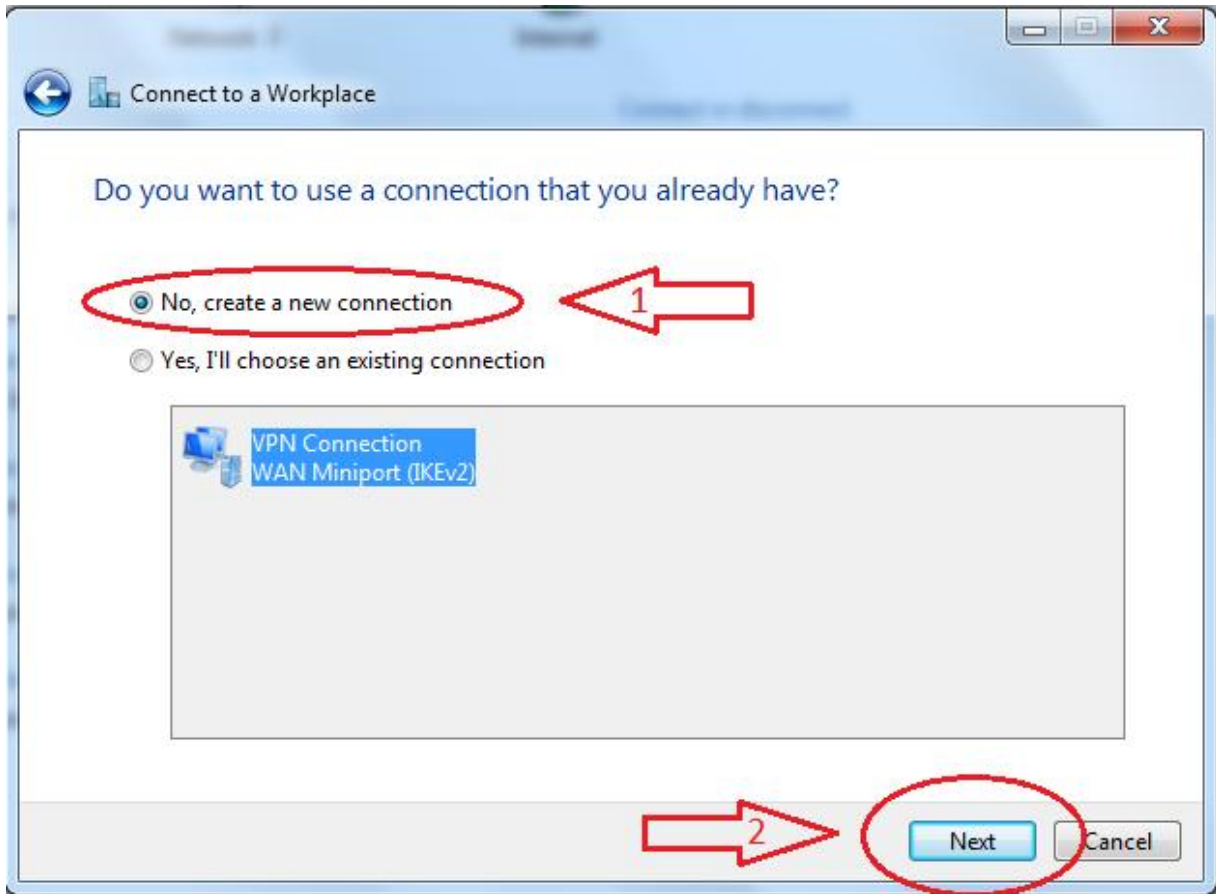 Connect to a Workplace
Do you want to use a connection that you already have?
No, create a new connection
1
Yes, I'll choose an existing connection
VPN Connection
WAN Miniport (IKEv2)
2
Next
Cancel